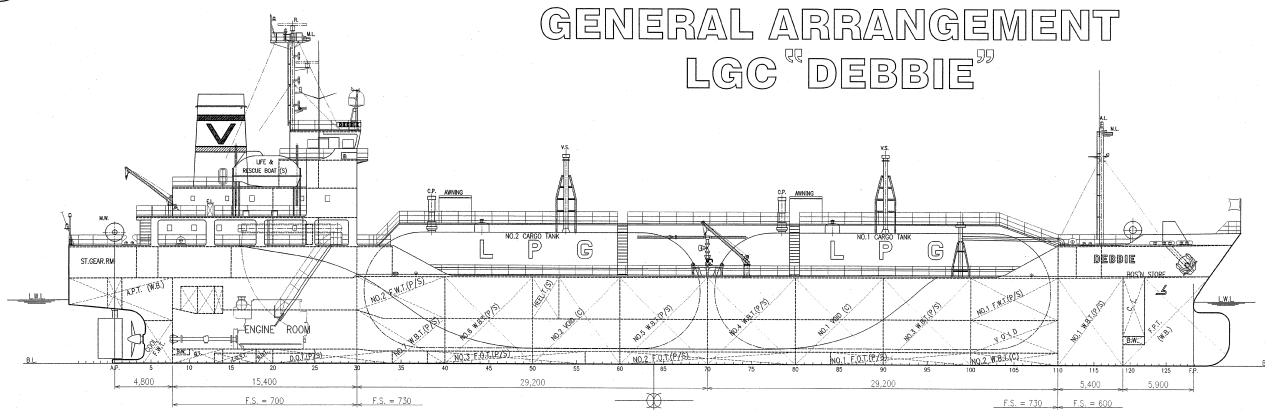 GENERAL ARRANGEMENT
LGC "DEBBIE"
R.
M.L.
DEBBIE
V
LIFE &
RESCUE BOAT (S)
V.S.
V.S.
A.L.
N.L.
C.P.
AWNING
C.P.
AWNING
M.W.
NO.2 CARGO TANK
L P G
NO.1 CARGO TANK
L P G
DEBBIE
ST.GEAR.RM
BOS'N STORE
A.P.T. (W.B.)
L.W.L
L.W.L
ENGINE ROOM
NO.2 F.W.T.(P/S)
NO.6 W.B.T.(P/S)
HEEL.T.(S)
NO.2 VOID (C)
NO.5 W.B.T.(P/S)
NO.4 W.B.T.(P/S)
NO.1 VOID (C)
NO.3 W.B.T.(P/S)
NO.1 F.W.T.(P/S)
VOID
NO.1 W.B.T.(P/S)
C.L.
F.P.T.
(W.B.)
B.W.
NO.7 W.B.T.(P/S)
COOL
F.W.T.
B.W.
D.O.T.(P/S)
NO.3 F.O.T.(P/S)
NO.2 F.O.T.(P/S)
NO.1 F.O.T.(P/S)
NO.2 W.B.T.(C)
B.L.
A.P. 5 10 15 20 25 30 35 40 45 50 55 60 65 70 75 80 85 90 95 100 105 110 115 120 125 F.P.
4,800 15,400 29,200 29,200 5,400 5,900
F.S. = 700 F.S. = 730 F.S. = 730 F.S. = 600